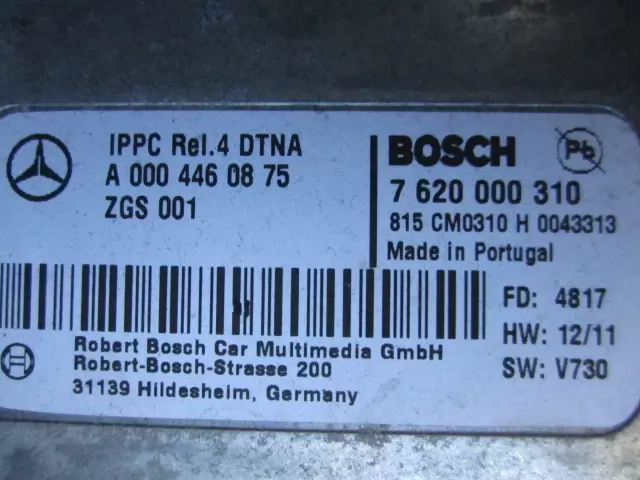 IPPC Rel.4 DTNA
A 000 446 08 75
ZGS 001
BOSCH
Pb
7 620 000 310
815 CM0310 H 0043313
Made in Portugal
FD: 4817
HW: 12/11
SW: V730
Robert Bosch Car Multimedia GmbH
Robert-Bosch-Strasse 200
31139 Hildesheim, Germany